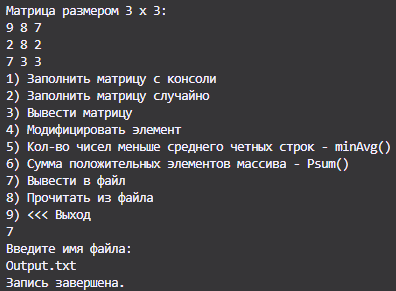 Матрица размером 3 x 3:
9 8 7
2 8 2
7 3 3
1) Заполнить матрицу с консоли
2) Заполнить матрицу случайно
3) Вывести матрицу
4) Модифицировать элемент
5) Кол-во чисел меньше среднего четных строк - minAvg()
6) Сумма положительных элементов массива - Psum()
7) Вывести в файл
8) Прочитать из файла
9) <<< Выход
7
Введите имя файла:
Output.txt
Запись завершена.